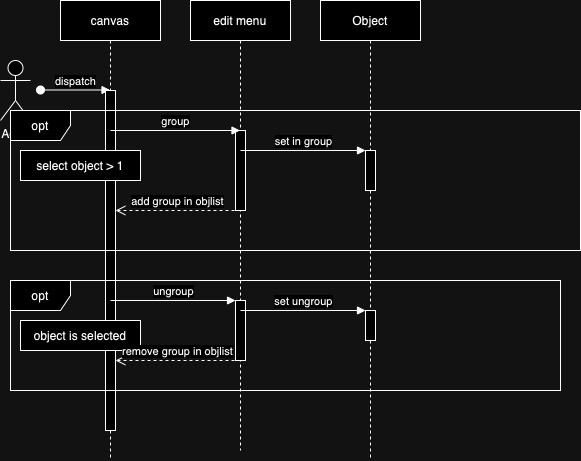 canvas
edit menu
Object
dispatch
A
opt
group
set in group
select object > 1
add group in objlist
opt
ungroup
set ungroup
object is selected
remove group in objlist